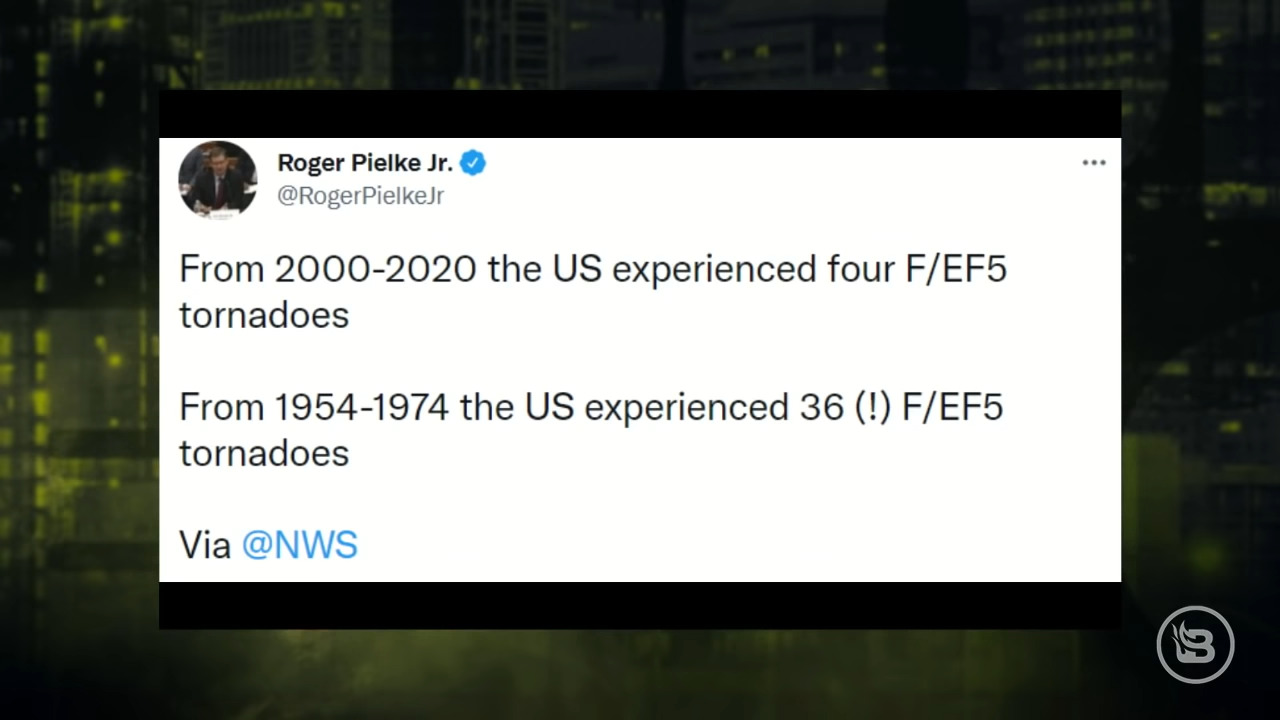 Roger Pielke Jr.
@RogerPielkeJr
From 2000-2020 the US experienced four F/EF5
tornadoes
From 1954-1974 the US experienced 36 (!) F/EF5
tornadoes
Via @NWS
B